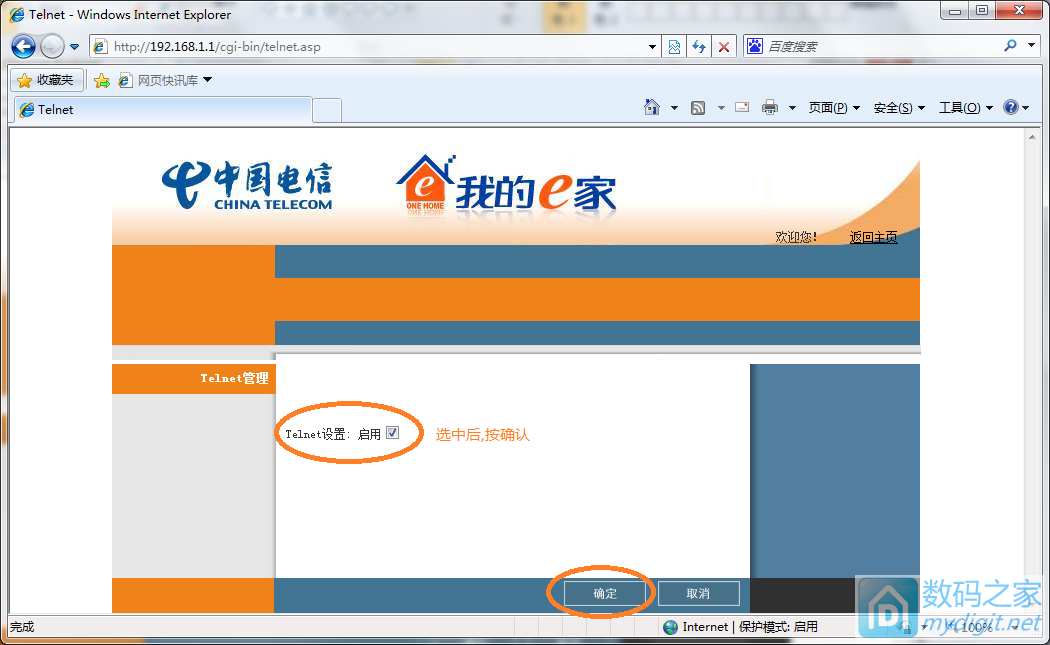 Telnet - Windows Internet Explorer
http://192.168.1.1/cgi-bin/telnet.asp
百度搜索
收藏夹
网页快讯库
Telnet
页面(P) 安全(S) 工具(O)
中国电信
CHINA TELECOM
e
ONE HOME
我的e家
欢迎您! 返回主页
Telnet管理
Telnet设置: 启用
选中后,按确认
确定 取消
数码之家
mydigit.net
完成
Internet | 保护模式: 启用
100%